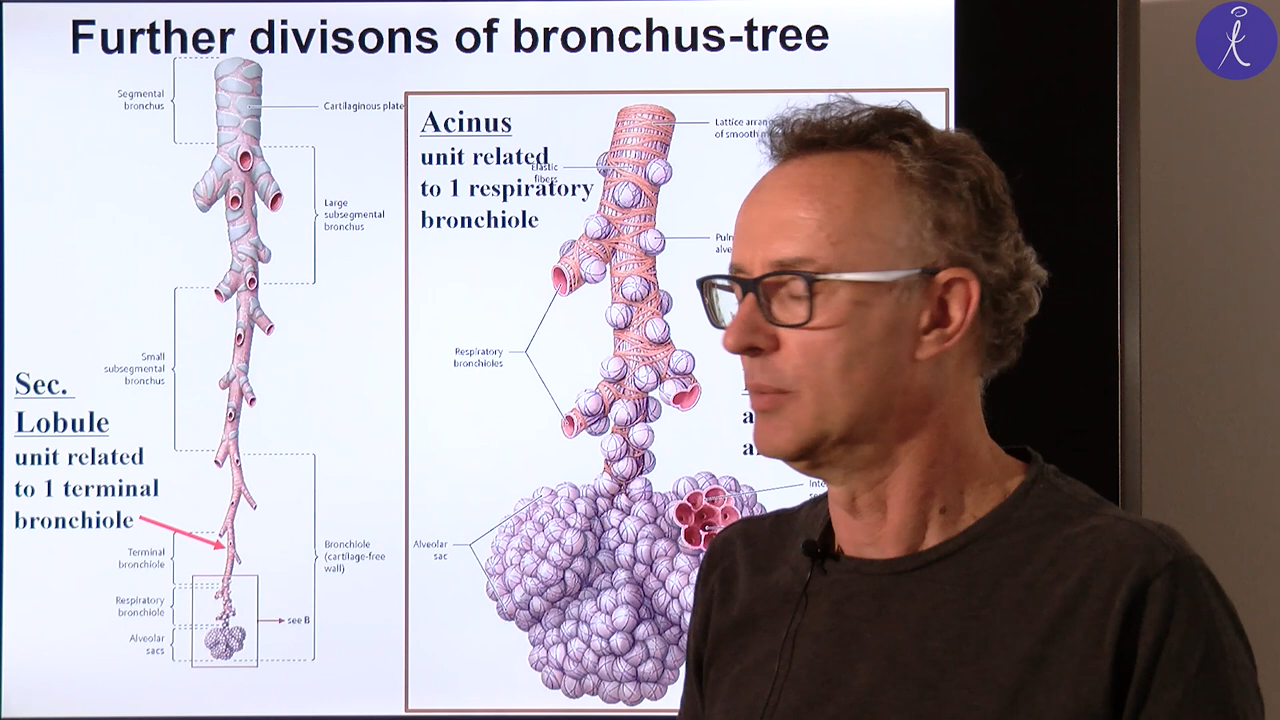 Further divisons of bronchus-tree
Segmental
bronchus
Cartilaginous plate
Large
subsegmental
bronchus
Small
subsegmental
bronchus
Sec.
Lobule
unit related
to 1 terminal
bronchiole
Terminal
bronchiole
Respiratory
bronchiole
Alveolar
sacs
Bronchiole
(cartilage-free
wall)
see B
Acinus
unit related
to 1 respiratory
bronchiole
Elastic
fibers
Lattice
of smooth
Respiratory
bronchioles
Alveolar
sac